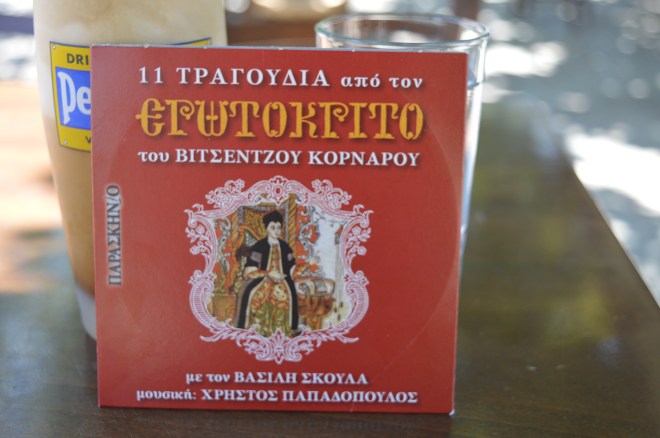 11 ΤΡΑΓΟΥΔΙΑ από τον
ΕΡΩΤΟΚΡΙΤΟ
του ΒΙΤΣΕΝΤΖΟΥ ΚΟΡΝΑΡΟΥ
ΠΑΡΑΣΚΗΝ/Ο
με τον ΒΑΣΙΛΗ ΣΚΟΥΛΑ
μουσική: ΧΡΗΣΤΟΣ ΠΑΠΑΔΟΠΟΥΛΟΣ